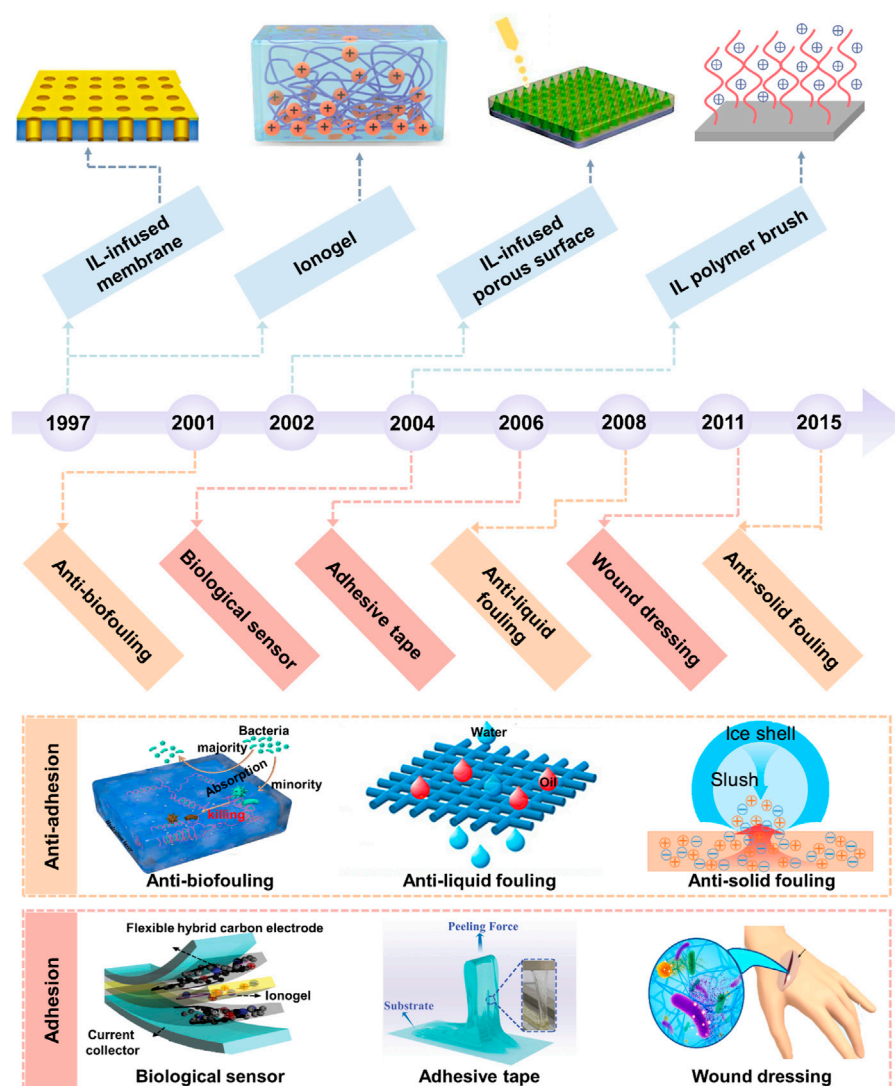 IL-infused
membrane
Ionogel
IL-infused
porous surface
IL polymer brush
1997
2001
2002
2004
2006
2008
2011
2015
Anti-biofouling
Biological sensor
Adhesive tape
Anti-liquid
fouling
Wound dressing
Anti-solid fouling
Anti-adhesion
Bacteria
majority
Absorption
minority
killing
Anti-biofouling
Water
Oil
Anti-liquid fouling
Ice shell
Slush
Anti-solid fouling
Adhesion
Flexible hybrid carbon electrode
Ionogel
Current
collector
Biological sensor
Peeling Force
Substrate
Adhesive tape
Wound dressing